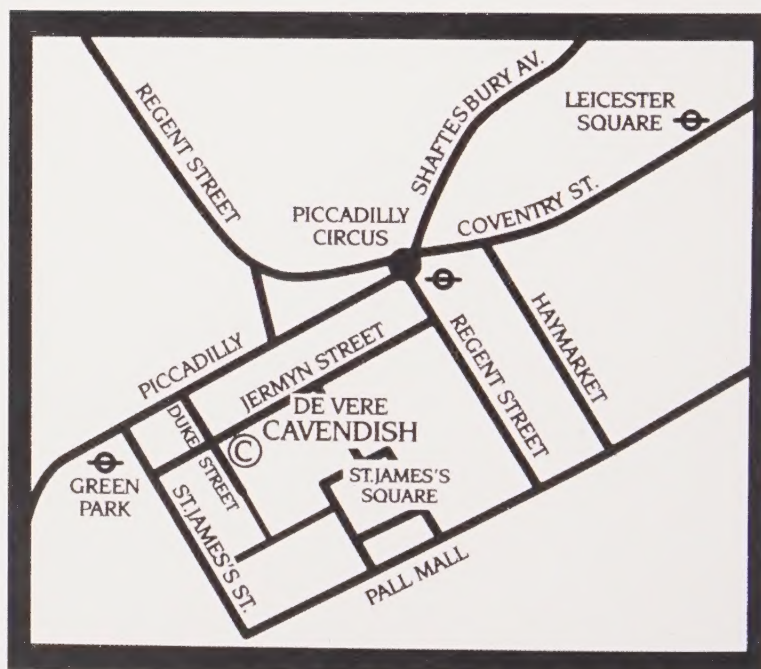 REGENT STREET
SHAFTESBURY AV.
LEICESTER
SQUARE
PICCADILLY
CIRCUS
COVENTRY ST.
HAYMARKET
REGENT STREET
PICCADILLY
JERMYN STREET
DE VERE
CAVENDISH
©
DUKE STREET
GREEN
PARK
ST.JAMES'S ST.
ST.JAMES'S
SQUARE
PALL MALL